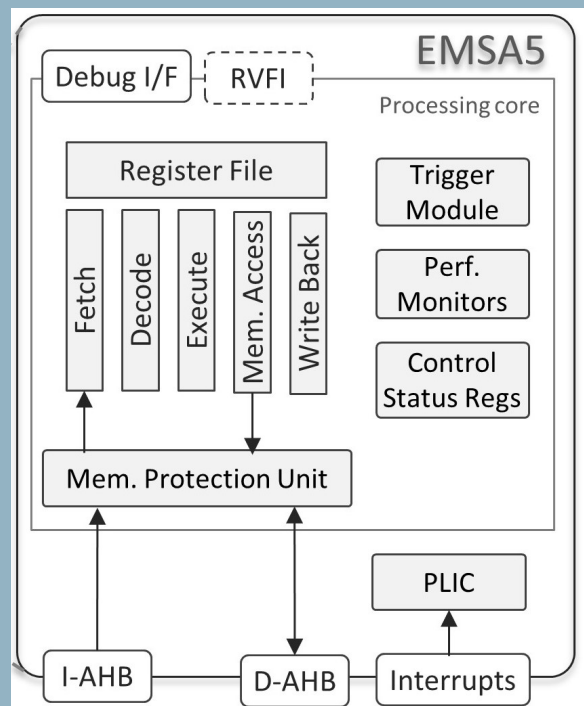 EMSA5
Debug I/F
RVFI
Processing core
Register File
Fetch
Decode
Execute
Mem. Access
Write Back
Trigger
Module
Perf.
Monitors
Control
Status Regs
Mem. Protection Unit
PLIC
I-AHB
D-AHB
Interrupts